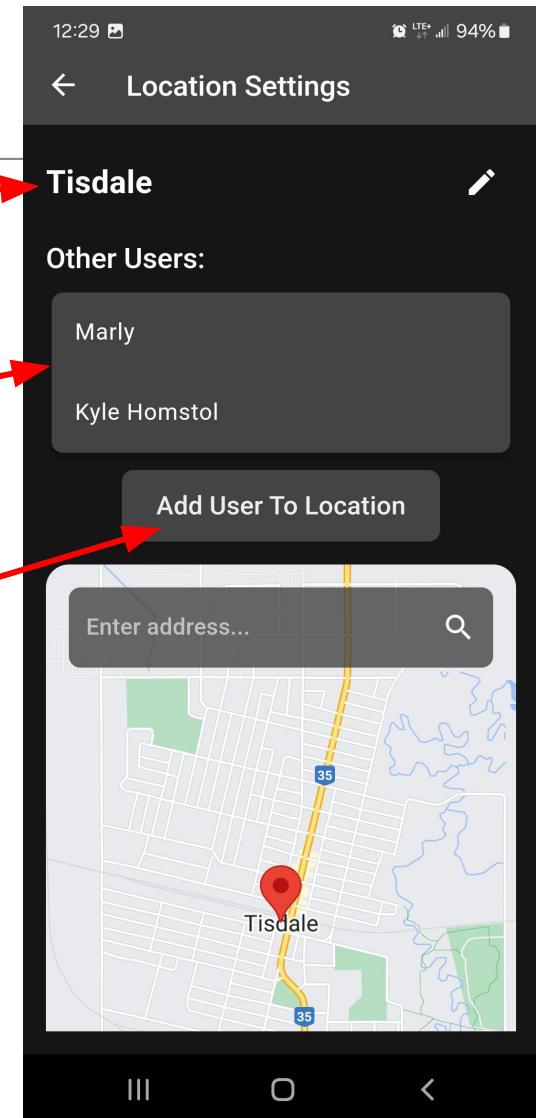 12:29 LTE+ 94%
Location Settings
Tisdale
Other Users:
Marly
Kyle Homstol
Add User To Location
Enter address...
35
Tisdale
35